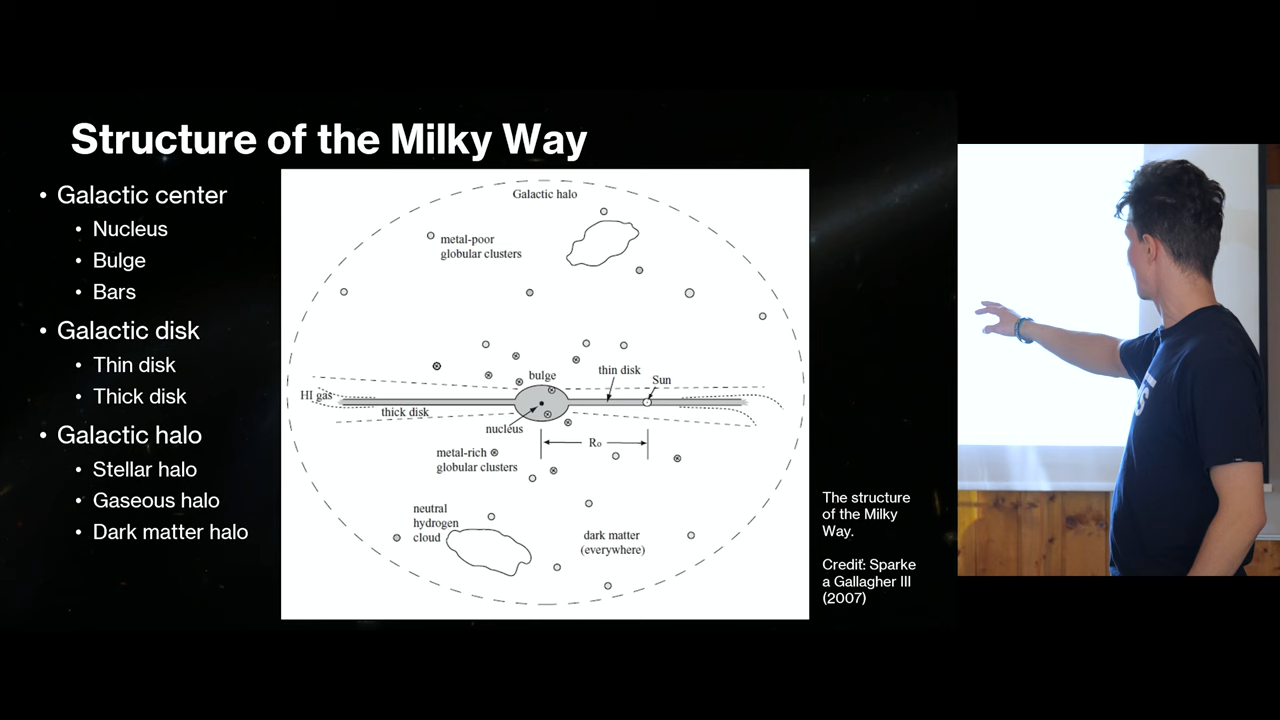 Structure of the Milky Way
• Galactic center
• Nucleus
• Bulge
• Bars
• Galactic disk
• Thin disk
• Thick disk
• Galactic halo
• Stellar halo
• Gaseous halo
• Dark matter halo
Galactic halo
metal-poor
globular clusters
bulge
thin disk
Sun
HI gas
thick disk
nucleus
R₀
metal-rich
globular clusters
neutral
hydrogen
cloud
dark matter
(everywhere)
The structure
of the Milky
Way.
Credit: Sparke
a Gallagher III
(2007)